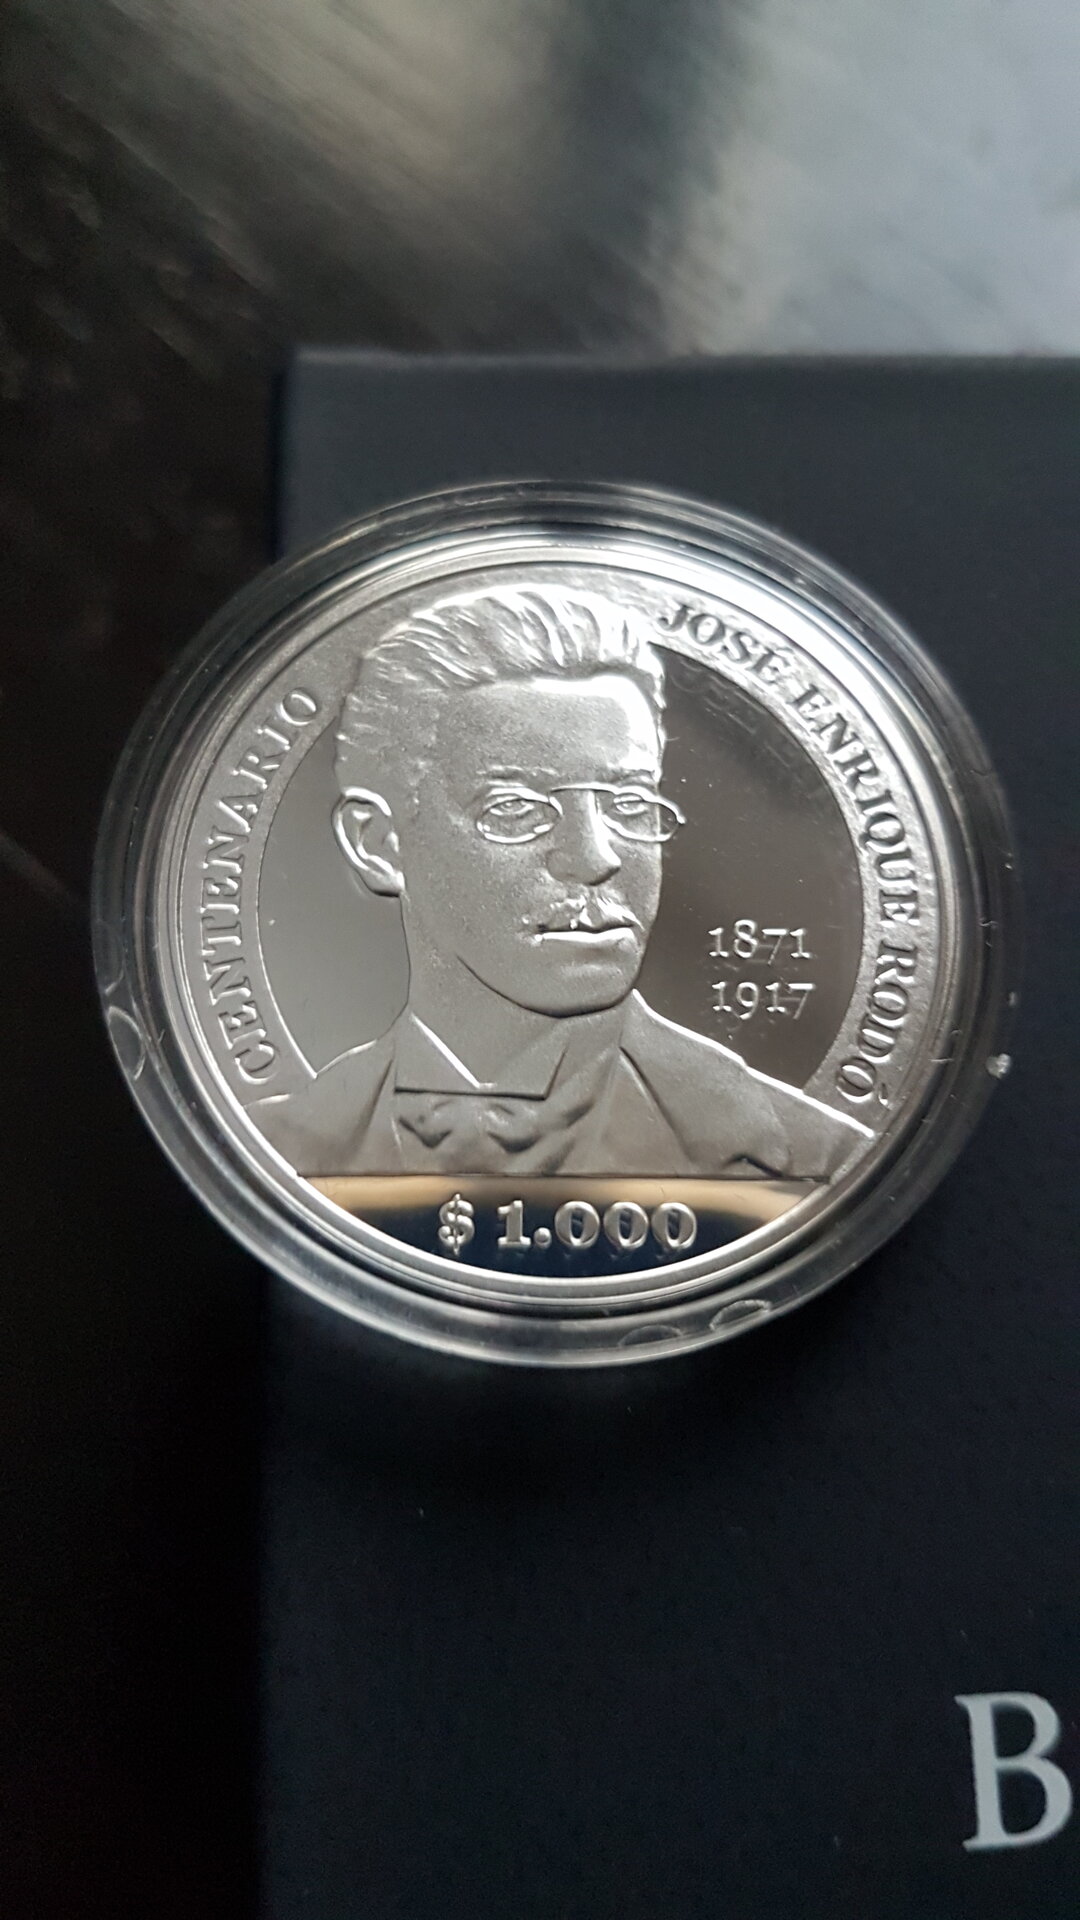 CENTENARIO
JOSÉ ENRIQUE RODÓ
1871
1917
$ 1.000
B